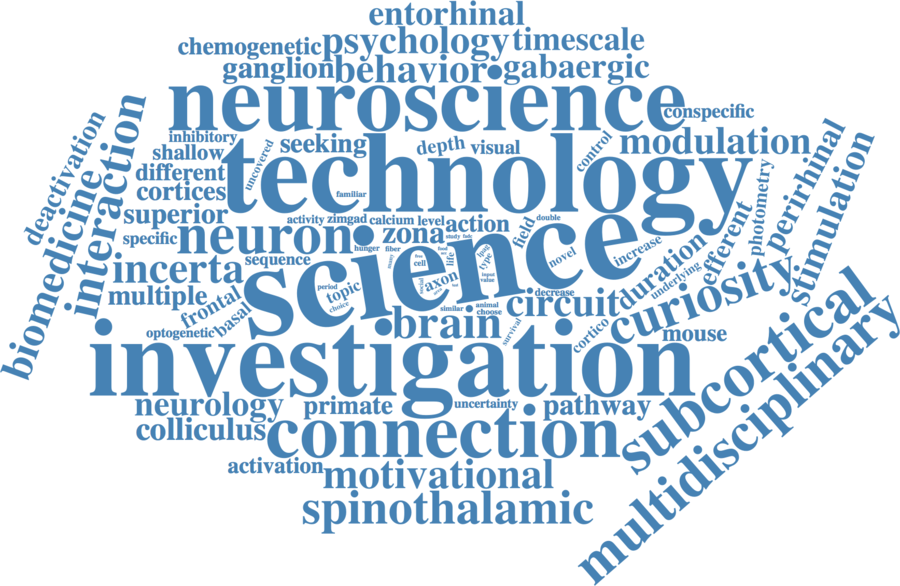 entorhinal
chemogenetic psychology timescale
ganglion behavior gabaergic
neuroscience conspecific
deactivation
biomedicine
interaction
inhibitory
shallow
different
cortices
superior
specific
uncovered
seeking depth visual
control
modulation
technology
familiar
photometry
perirhinal
stimulation
activity zimgad calcium level action
field
double
neuron zona
study
body
hunger fiber
sequence
incerta
multiple
frontal
basal
optogenetic
science
many
cell
food
life
long
type
input
value
axon
period
topic
choice
similar animal
choose
novel
increase
decrease
duration
efferent
underlying
curiosity
circuit
brain
survival
cortico
mouse
investigation
subcortical
multidisciplinary
neurology primate uncertainty pathway
colliculus connection
activation motivational
spinothalamic